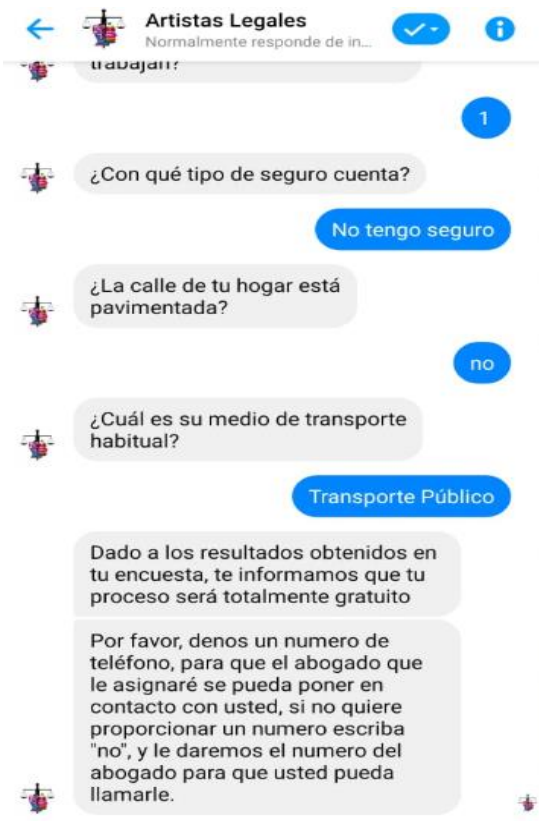 Artistas Legales
Normalmente responde de in...
trabajan?
1
¿Con qué tipo de seguro cuenta?
No tengo seguro
¿La calle de tu hogar está
pavimentada?
no
¿Cuál es su medio de transporte
habitual?
Transporte Público
Dado a los resultados obtenidos en
tu encuesta, te informamos que tu
proceso será totalmente gratuito
Por favor, denos un numero de
teléfono, para que el abogado que
le asignaré se pueda poner en
contacto con usted, si no quiere
proporcionar un numero escriba
"no", y le daremos el numero del
abogado para que usted pueda
llamarle.